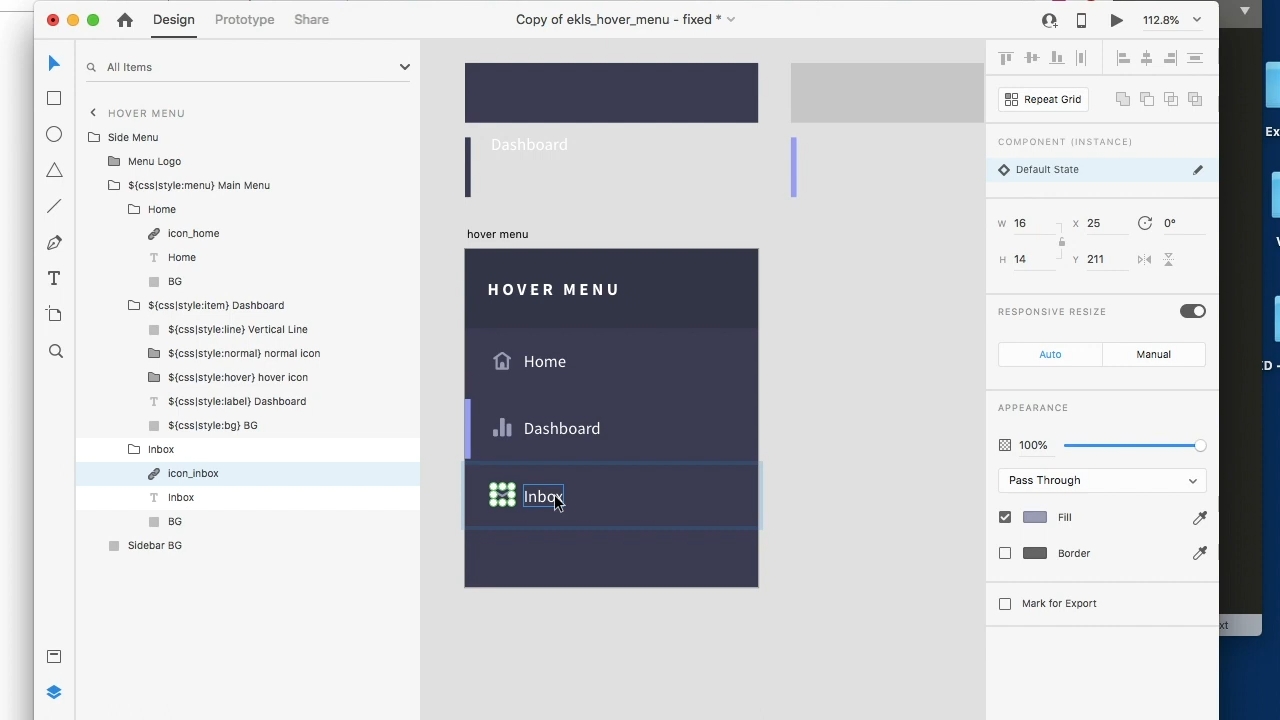 Design
Prototype
Share
Copy of ekls_hover_menu - fixed *
112.8%
All Items
HOVER MENU
Side Menu
Menu Logo
${css|style:menu} Main Menu
Home
icon_home
T Home
BG
${css|style:item} Dashboard
${css|style:line} Vertical Line
${css|style:normal} normal icon
${css|style:hover} hover icon
T ${css|style:label} Dashboard
${css|style:bg} BG
Inbox
icon_inbox
T Inbox
BG
Sidebar BG
Dashboard
hover menu
HOVER MENU
Home
Dashboard
Inbox
Repeat Grid
COMPONENT (INSTANCE)
Default State
W 16 X 25 0°
H 14 Y 211
RESPONSIVE RESIZE
Auto Manual
APPEARANCE
100%
Pass Through
Fill
Border
Mark for Export
Ex
D -
xt